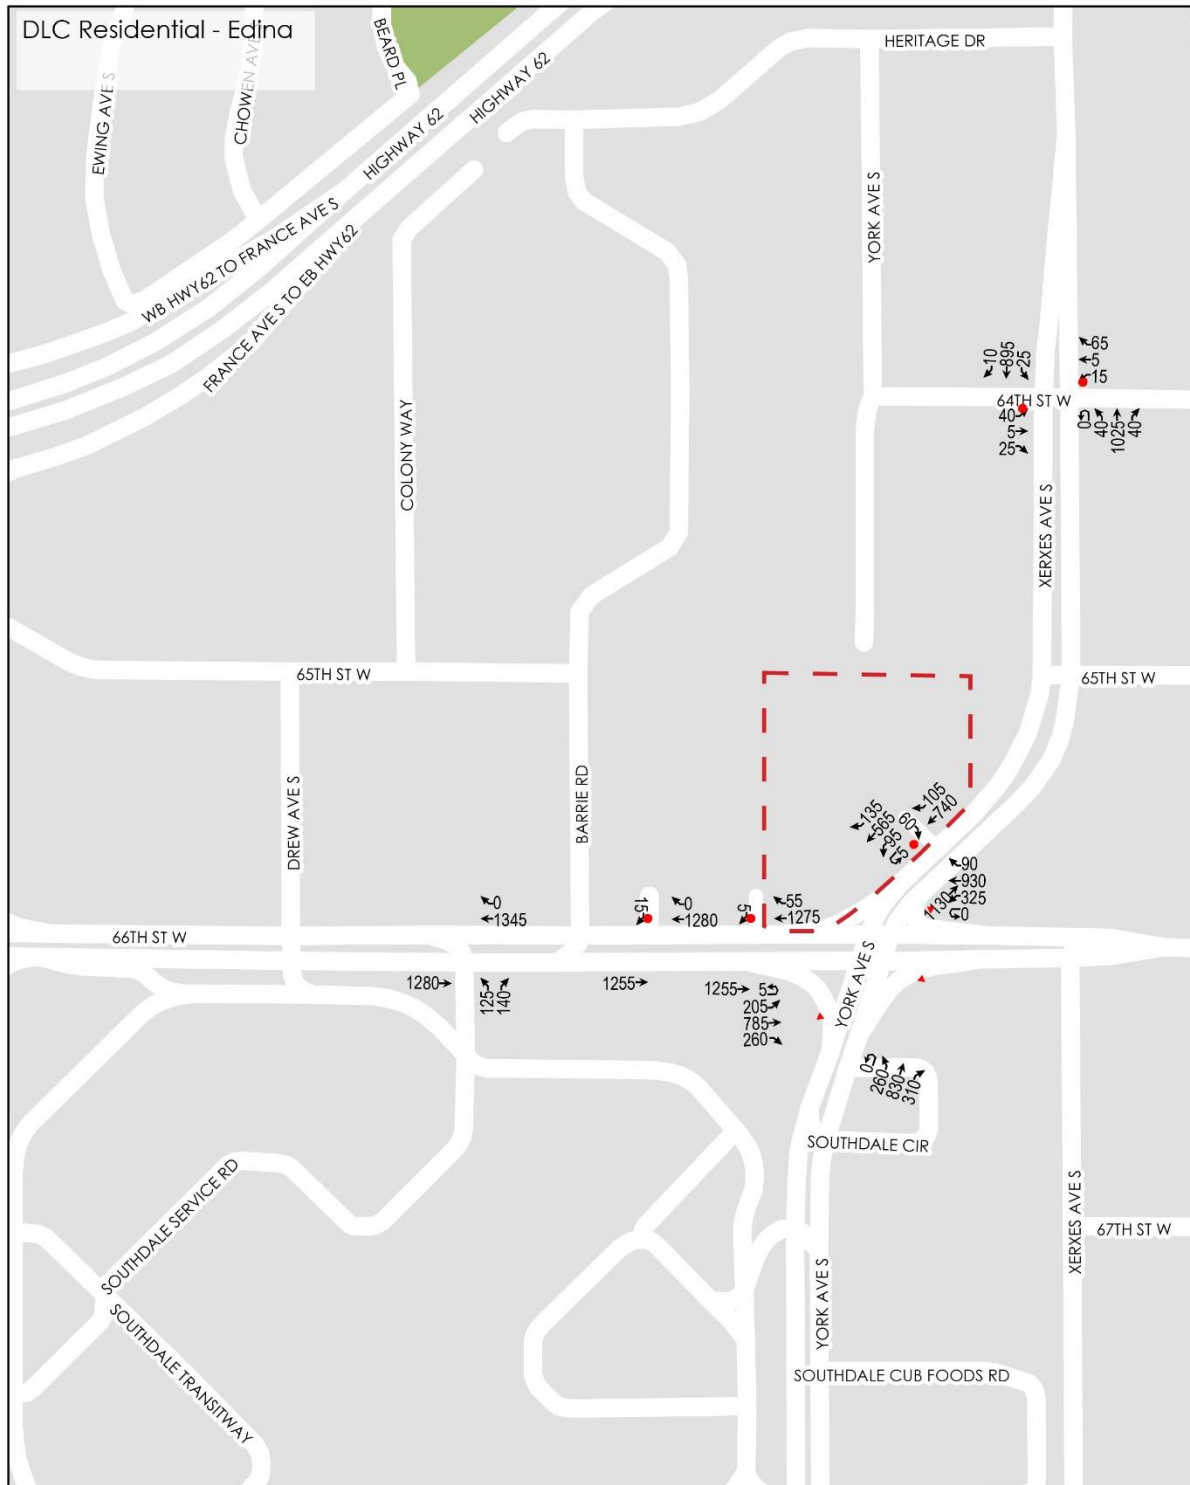 DLC Residential - Edina
BEARD PL
HERITAGE DR
EWING AVE S
CHOWEN AVE
HIGHWAY 62
HIGHWAY 62
WB HWY62 TO FRANCE AVE S
FRANCE AVE S TO EB HWY62
YORK AVE S
10
895
25
65
5
15
64TH ST W
40
5
25
0
40
1025
40
COLONY WAY
XERXES AVE S
65TH ST W
65TH ST W
DREW AVE S
BARRIE RD
105
740
60
135
565
95
5
90
930
325
0
1130
0
1345
15
0
1280
5
55
1275
66TH ST W
1280
125
140
1255
1255
5
205
785
260
YORK AVE S
0
260
830
310
SOUTHDALE CIR
SOUTHDALE SERVICE RD
XERXES AVE S
67TH ST W
SOUTHDALE TRANSITWAY
YORK AVE S
SOUTHDALE CUB FOODS RD